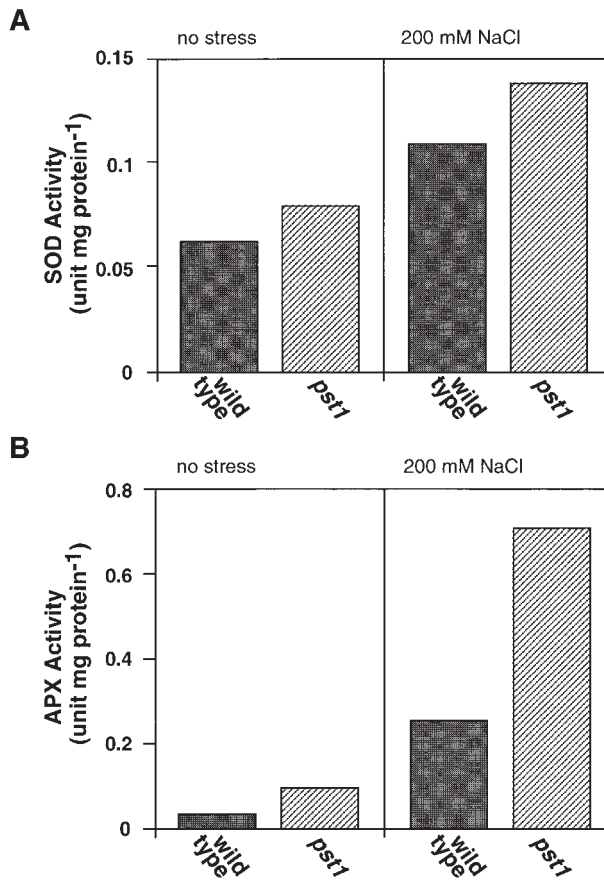 A
no stress 200 mM NaCl
SOD Activity
(unit mg protein-1)
0.15
0.1
0.05
0
wild
type
pst1
wild
type
pst1
B
no stress 200 mM NaCl
APX Activity
(unit mg protein-1)
0.8
0.6
0.4
0.2
0
wild
type
pst1
wild
type
pst1